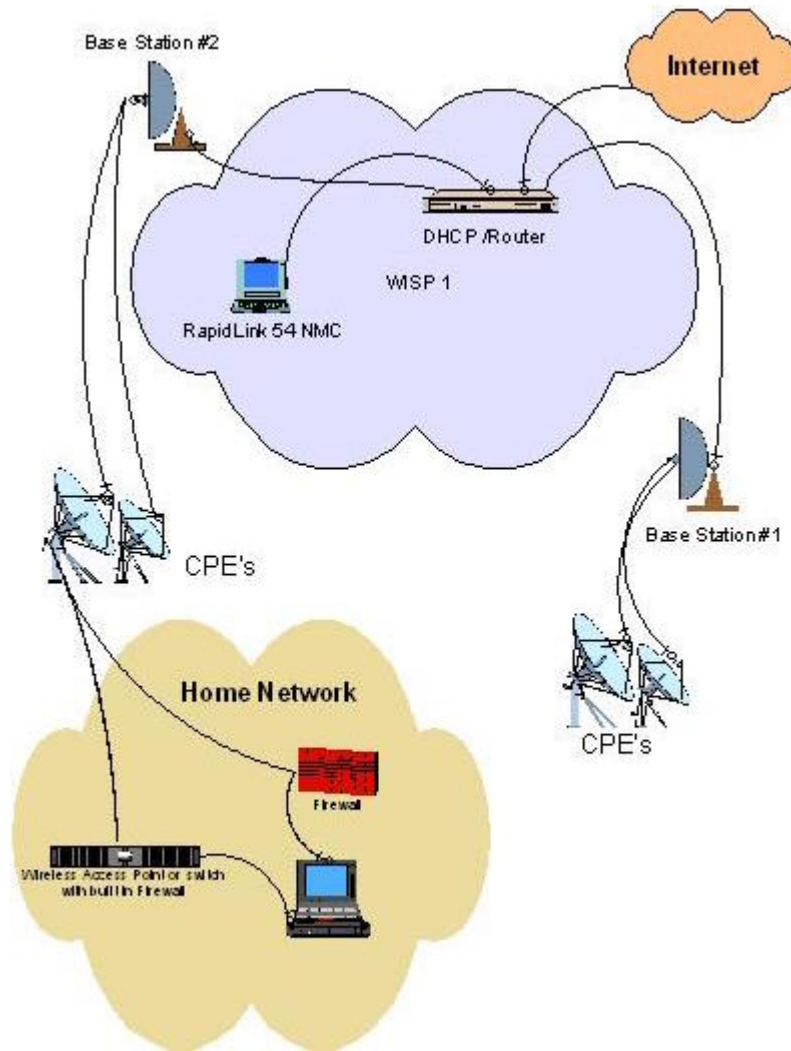 Base Station #2
Internet
DHCP /Router
WISP 1
RapidLink 54 NMC
Base Station #1
CPE's
CPE's
Home Network
Firewall
Wireless Access Point or switch
with built in Firewall